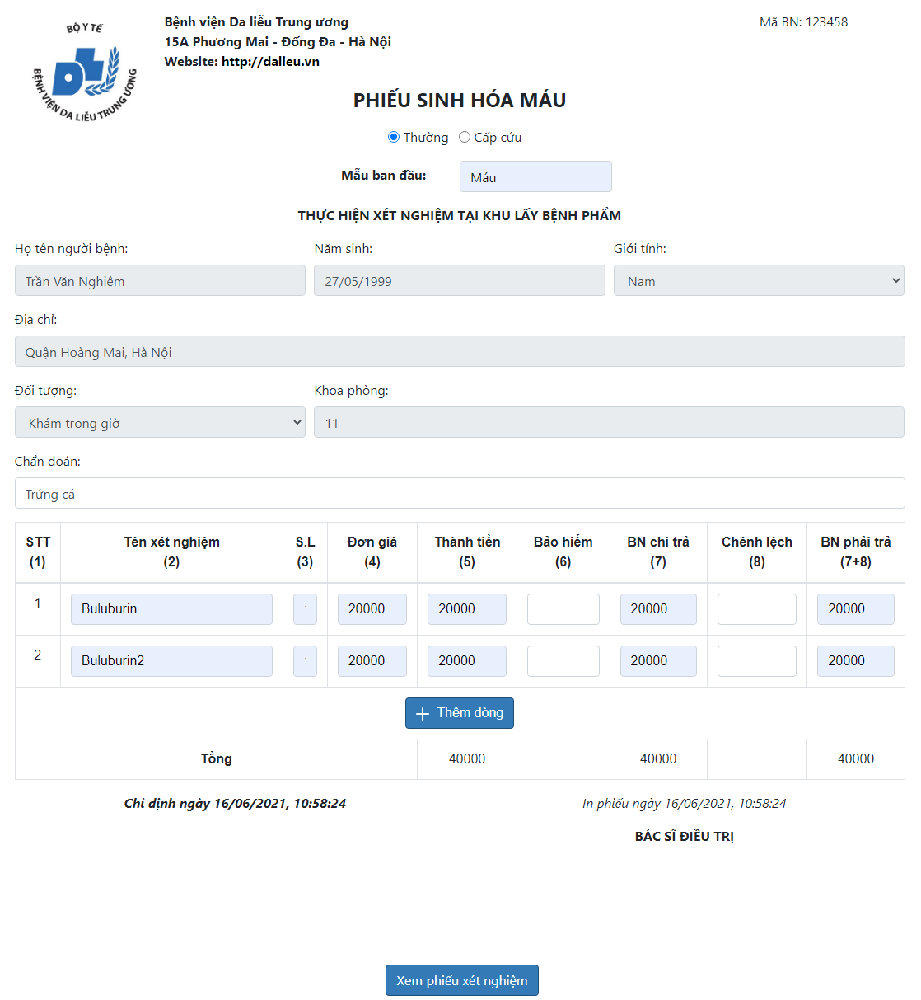 BỘ Y TẾ
BỆNH VIỆN DA LIỄU TRUNG ƯƠNG
Bệnh viện Da liễu Trung ương
15A Phương Mai - Đống Đa - Hà Nội
Website: http://dalieu.vn
Mã BN: 123458
PHIẾU SINH HÓA MÁU
Thường Cấp cứu
Mẫu ban đầu: Máu
THỰC HIỆN XÉT NGHIỆM TẠI KHU LẤY BỆNH PHẨM
Họ tên người bệnh: Năm sinh: Giới tính:
Trần Văn Nghiêm 27/05/1999 Nam
Địa chỉ:
Quận Hoàng Mai, Hà Nội
Đối tượng: Khoa phòng:
Khám trong giờ 11
Chẩn đoán:
Trứng cá
STT Tên xét nghiệm S.L Đơn giá Thành tiền Bảo hiểm BN chi trả Chênh lệch BN phải trả
(1) (2) (3) (4) (5) (6) (7) (8) (7+8)
1 Buluburin 20000 20000 20000 20000
2 Buluburin2 20000 20000 20000 20000
+ Thêm dòng
Tổng 40000 40000 40000
Chỉ định ngày 16/06/2021, 10:58:24 In phiếu ngày 16/06/2021, 10:58:24
BÁC SĨ ĐIỀU TRỊ
Xem phiếu xét nghiệm